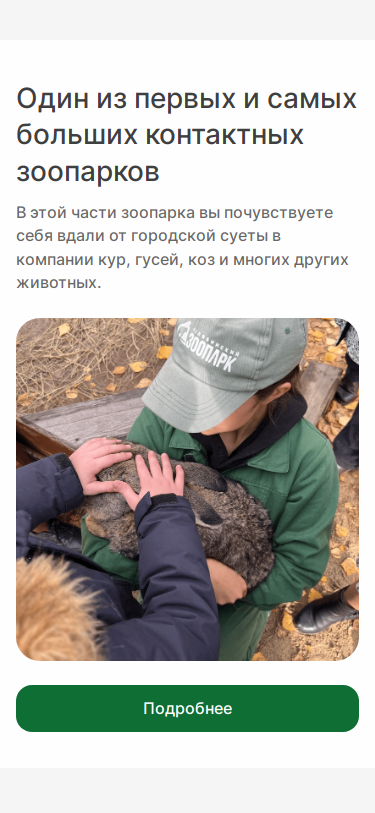 Один из первых и самых
больших контактных
зоопарков
В этой части зоопарка вы почувствуете
себя вдали от городской суеты в
компании кур, гусей, коз и многих других
животных.
ЗООПАРК
Подробнее